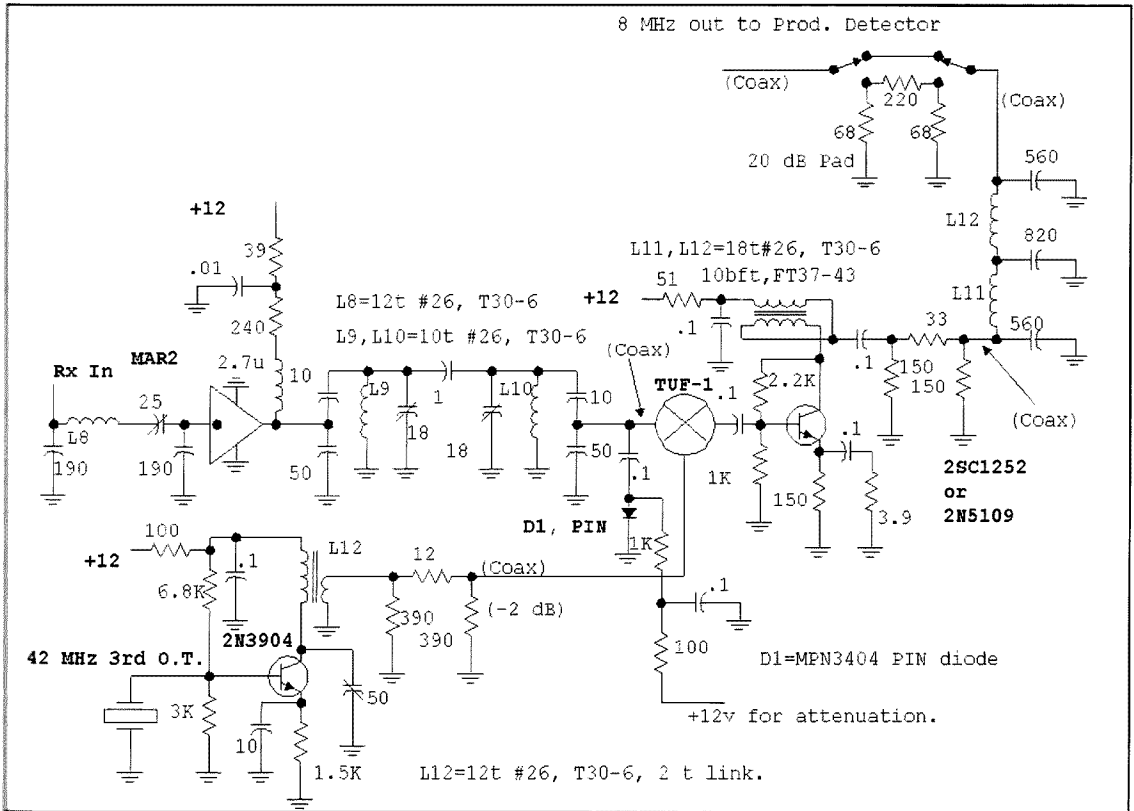 8 MHz out to Prod. Detector
(Coax)
220
(Coax)
68
68
20 dB Pad
560
+12
L12
39
L11,L12=18t#26, T30-6
820
.01
51
10bft,FT37-43
L8=12t #26, T30-6
+12
L11
240
.1
33
560
L9,L10=10t #26, T30-6
MAR2
2.7u
(Coax)
.1
150
Rx In
10
L9
1
L10
TUF-1
2.2K
150
25
10
.1
(Coax)
L8
18
18
50
.1
190
190
50
.1
1K
2SC1252
or
2N5109
150
3.9
D1, PIN
100
1K
L12
12
(Coax)
+12
.1
6.8K
.1
390
(-2 dB)
390
2N3904
100
D1=MPN3404 PIN diode
42 MHz 3rd O.T.
50
3K
+12v for attenuation.
10
1.5K
L12=12t #26, T30-6, 2 t link.